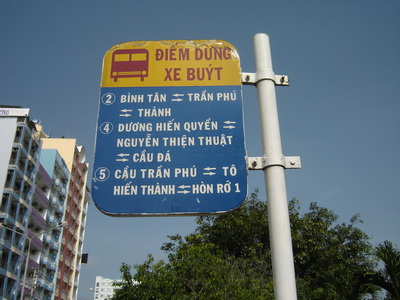 ĐIỂM DỪNG
XE BUÝT
2 BÌNH TÂN ⇆ TRẦN PHÚ
⇆ THÀNH
4 DƯƠNG HIẾN QUYỀN ⇆
NGUYỄN THIỆN THUẬT
⇆ CẦU ĐÁ
5 CẦU TRẦN PHÚ ⇆ TÔ
HIẾN THÀNH ⇆ HÒN RỚ 1